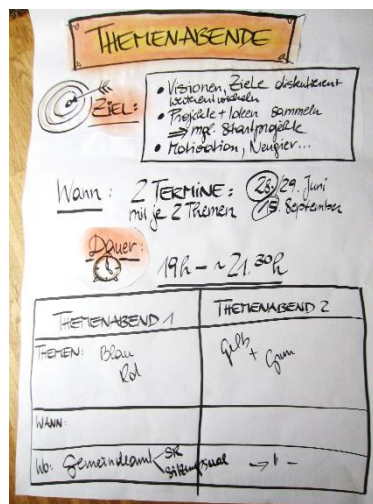 THEMENABENDE
ZIEL:
• Visionen, Ziele diskutieren
weiterentwickeln
• Projekte + Ideen sammeln
⇒ mgl. Startprojekte
• Motivation, Neugier...
Wann: 2 TERMINE: 28./29. Juni
mit je 2 Themen 15. September
Dauer:
19h – ~21.30h
THEMENABEND 1
THEMENABEND 2
THEMEN: Blau
Rot
Gelb
+ Grün
WANN:
Wo: Gemeindeamt < SR
Sitzungssaal → " –